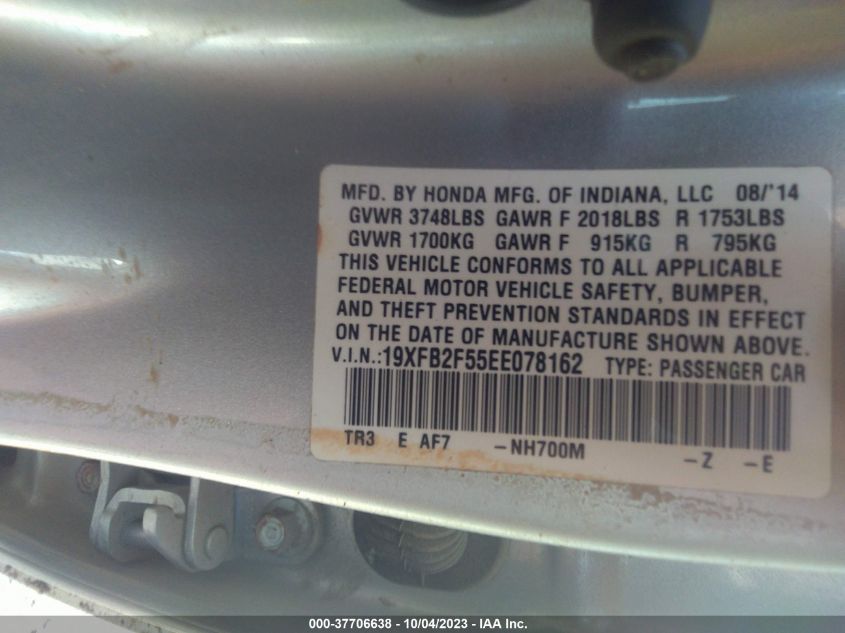 MFD. BY HONDA MFG. OF INDIANA, LLC 08/'14
GVWR 3748LBS GAWR F 2018LBS R 1753LBS
GVWR 1700KG GAWR F 915KG R 795KG
THIS VEHICLE CONFORMS TO ALL APPLICABLE
FEDERAL MOTOR VEHICLE SAFETY, BUMPER,
AND THEFT PREVENTION STANDARDS IN EFFECT
ON THE DATE OF MANUFACTURE SHOWN ABOVE.
V.I.N.:19XFB2F55EE078162 TYPE: PASSENGER CAR
TR3 E AF7 -NH700M -Z -E
000-37706638 - 10/04/2023 - IAA Inc.